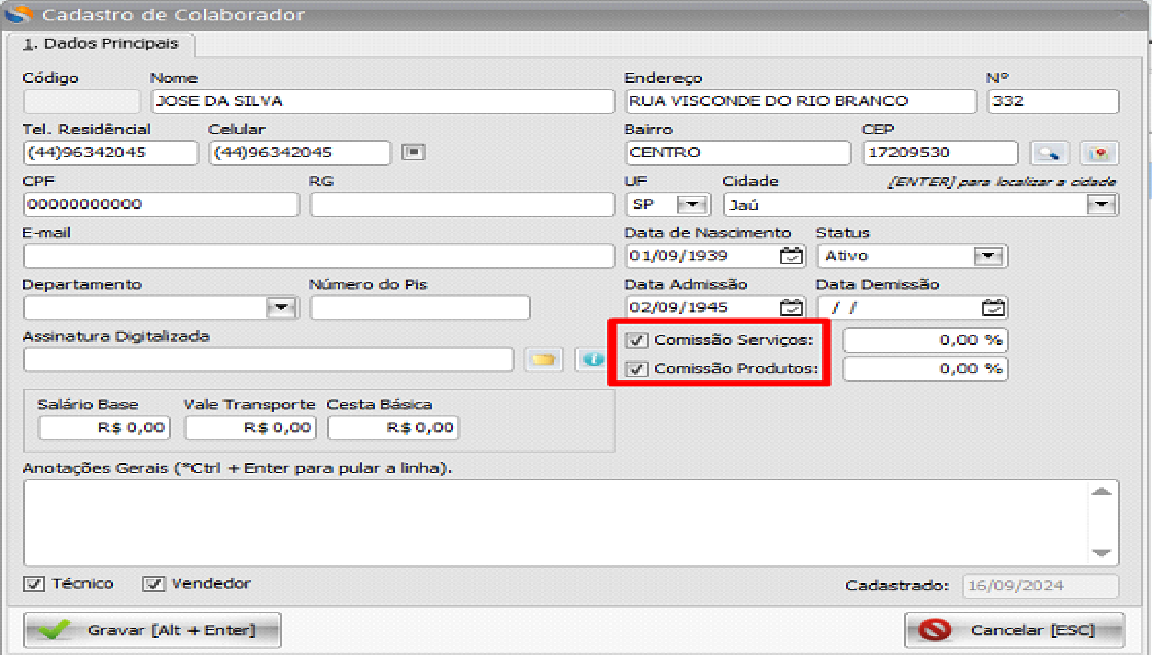 Cadastro de Colaborador
1. Dados Principais
Código Nome Endereço Nº
JOSE DA SILVA RUA VISCONDE DO RIO BRANCO 332
Tel. Residêncial Celular Bairro CEP
(44)96342045 (44)96342045 CENTRO 17209530
CPF RG UF Cidade [ENTER] para localizar a cidade
00000000000 SP Jaú
E-mail Data de Nascimento Status
01/09/1939 Ativo
Departamento Número do Pis Data Admissão Data Demissão
02/09/1945 / /
Assinatura Digitalizada Comissão Serviços: 0,00 %
Comissão Produtos: 0,00 %
Salário Base Vale Transporte Cesta Básica
R$ 0,00 R$ 0,00 R$ 0,00
Anotações Gerais (*Ctrl + Enter para pular a linha).
Técnico Vendedor Cadastrado: 16/09/2024
Gravar [Alt + Enter] Cancelar [ESC]